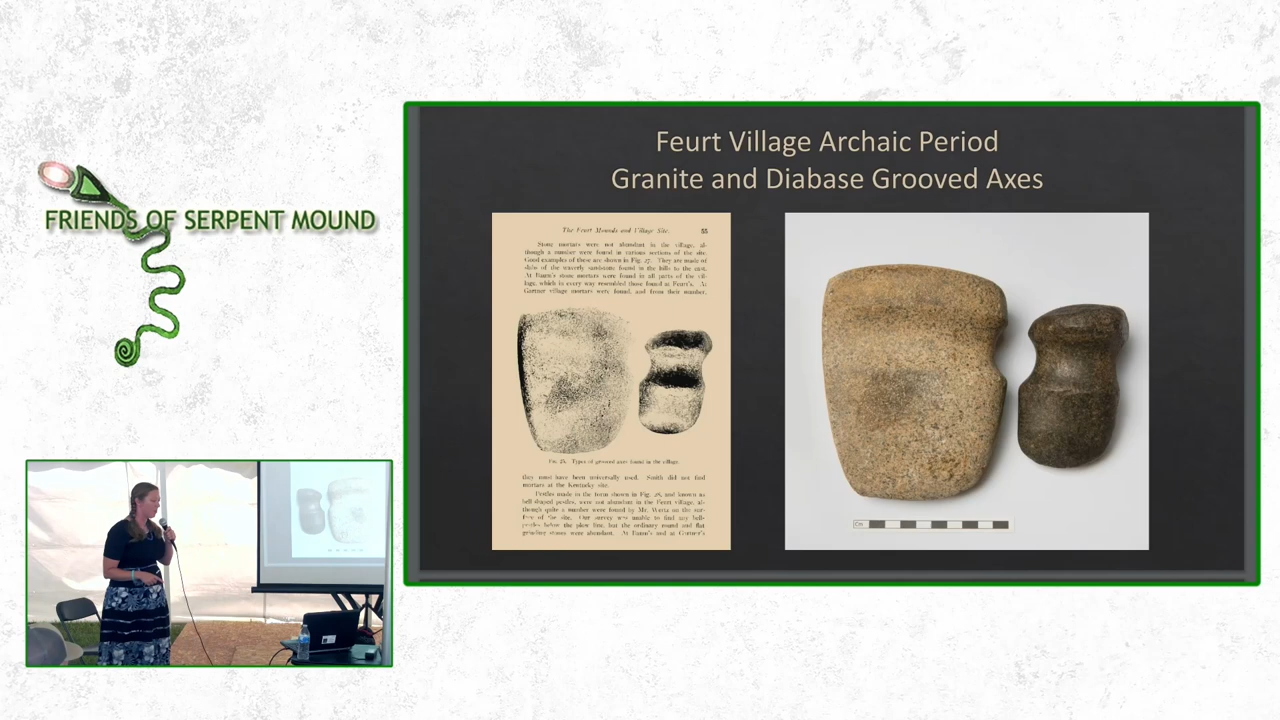 FRIENDS OF SERPENT MOUND
Feurt Village Archaic Period
Granite and Diabase Grooved Axes
The Feurt Mounds and Village Site. 55
Stone mortars were not abundant in the village, al-
though a number were found in various sections of the site.
Good examples of these are shown in Fig. 27. They are made of
slabs of the waverly sandstone found in the hills to the east.
At Baum's stone mortars were found in all parts of the vil-
lage, which in every way resembled those found at Feurt's. At
Gartner village mortars were found, and from their number,
Types of grooved axes found in the village.
they must have been universally used. Smith did not find
mortars at the Kentucky site.
Pestles made in the form shown in Fig. 28, and known as
bell shaped pestles, were not abundant in the Feurt village, al-
though quite a number were found by Mr. Wertz on the sur-
face of the site. Our survey was unable to find any bell-
pestles below the plow line, but the ordinary round and flat
grinding stones were abundant. At Baum's and at Gartner's
Cm